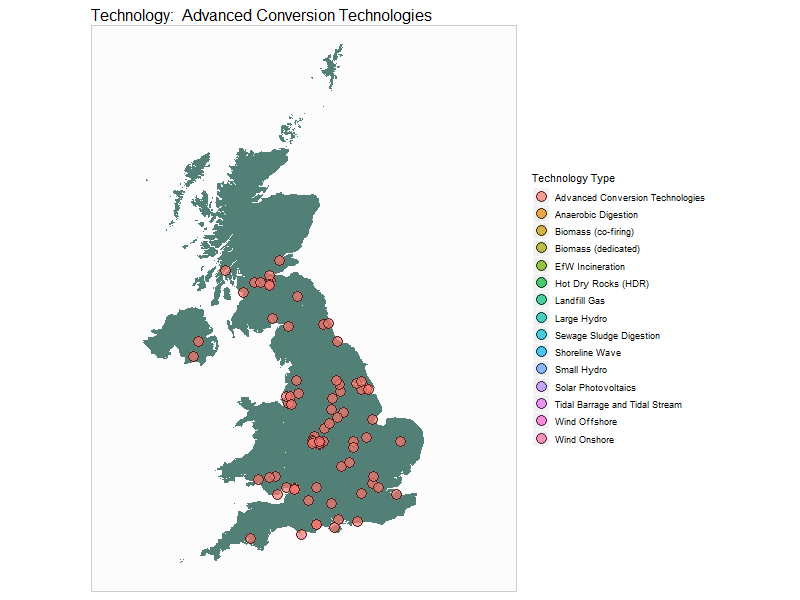 Technology:  Advanced Conversion Technologies
Technology Type
Advanced Conversion Technologies
Anaerobic Digestion
Biomass (co-firing)
Biomass (dedicated)
EfW Incineration
Hot Dry Rocks (HDR)
Landfill Gas
Large Hydro
Sewage Sludge Digestion
Shoreline Wave
Small Hydro
Solar Photovoltaics
Tidal Barrage and Tidal Stream
Wind Offshore
Wind Onshore